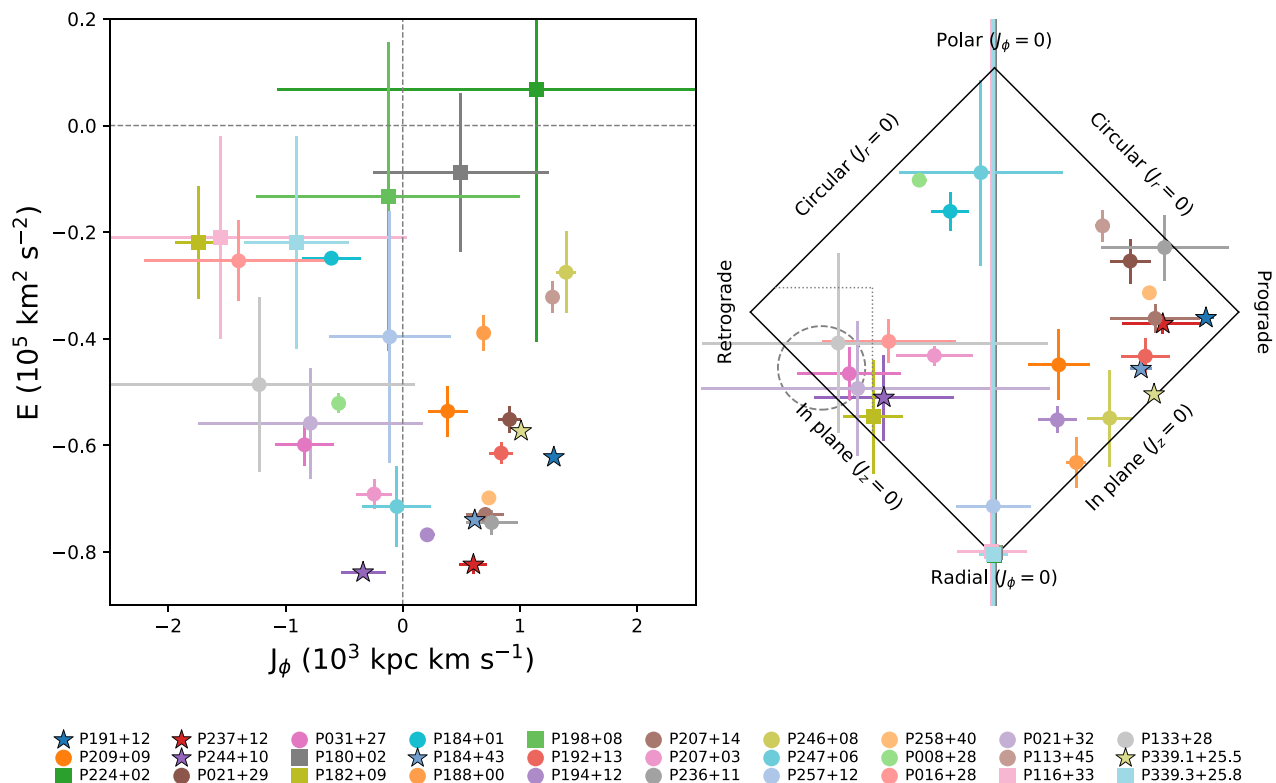 0.2
0.0
−0.2
−0.4
−0.6
−0.8
E (10⁵ km² s⁻²)
−2 −1 0 1 2
J_ϕ (10³ kpc km s⁻¹)
Polar (J_ϕ = 0)
Circular (J_r = 0)
Circular (J_r = 0)
Retrograde
Prograde
In plane (J_z = 0)
In plane (J_z = 0)
Radial (J_ϕ = 0)
P191+12 P237+12 P031+27 P184+01 P198+08 P207+14 P246+08 P258+40 P021+32 P133+28
P209+09 P244+10 P180+02 P184+43 P192+13 P207+03 P247+06 P008+28 P113+45 P339.1+25.5
P224+02 P021+29 P182+09 P188+00 P194+12 P236+11 P257+12 P016+28 P116+33 P339.3+25.8